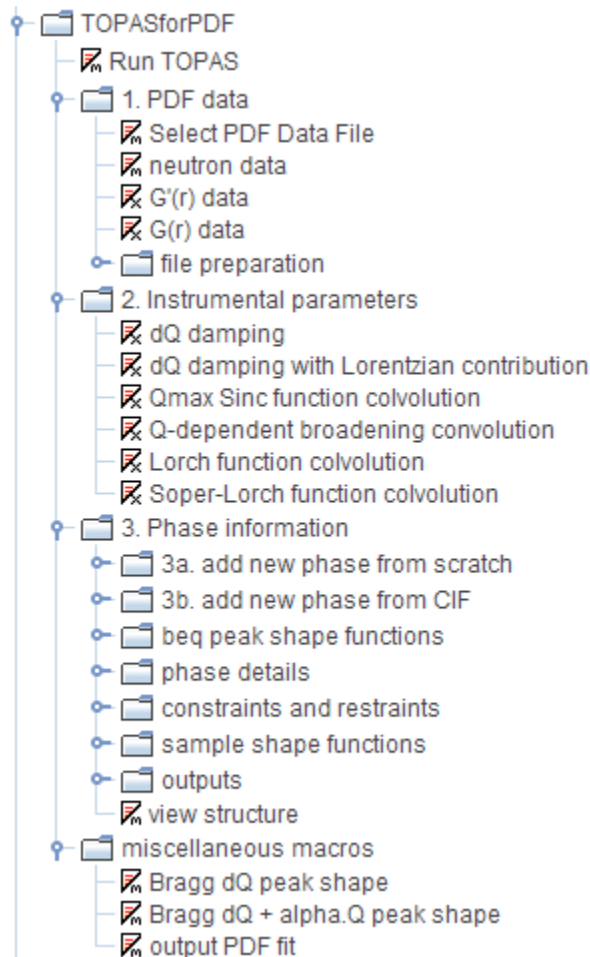 TOPASforPDF
Run TOPAS
1. PDF data
Select PDF Data File
neutron data
G'(r) data
G(r) data
file preparation
2. Instrumental parameters
dQ damping
dQ damping with Lorentzian contribution
Qmax Sinc function colvolution
Q-dependent broadening convolution
Lorch function colvolution
Soper-Lorch function colvolution
3. Phase information
3a. add new phase from scratch
3b. add new phase from CIF
beq peak shape functions
phase details
constraints and restraints
sample shape functions
outputs
view structure
miscellaneous macros
Bragg dQ peak shape
Bragg dQ + alpha.Q peak shape
output PDF fit